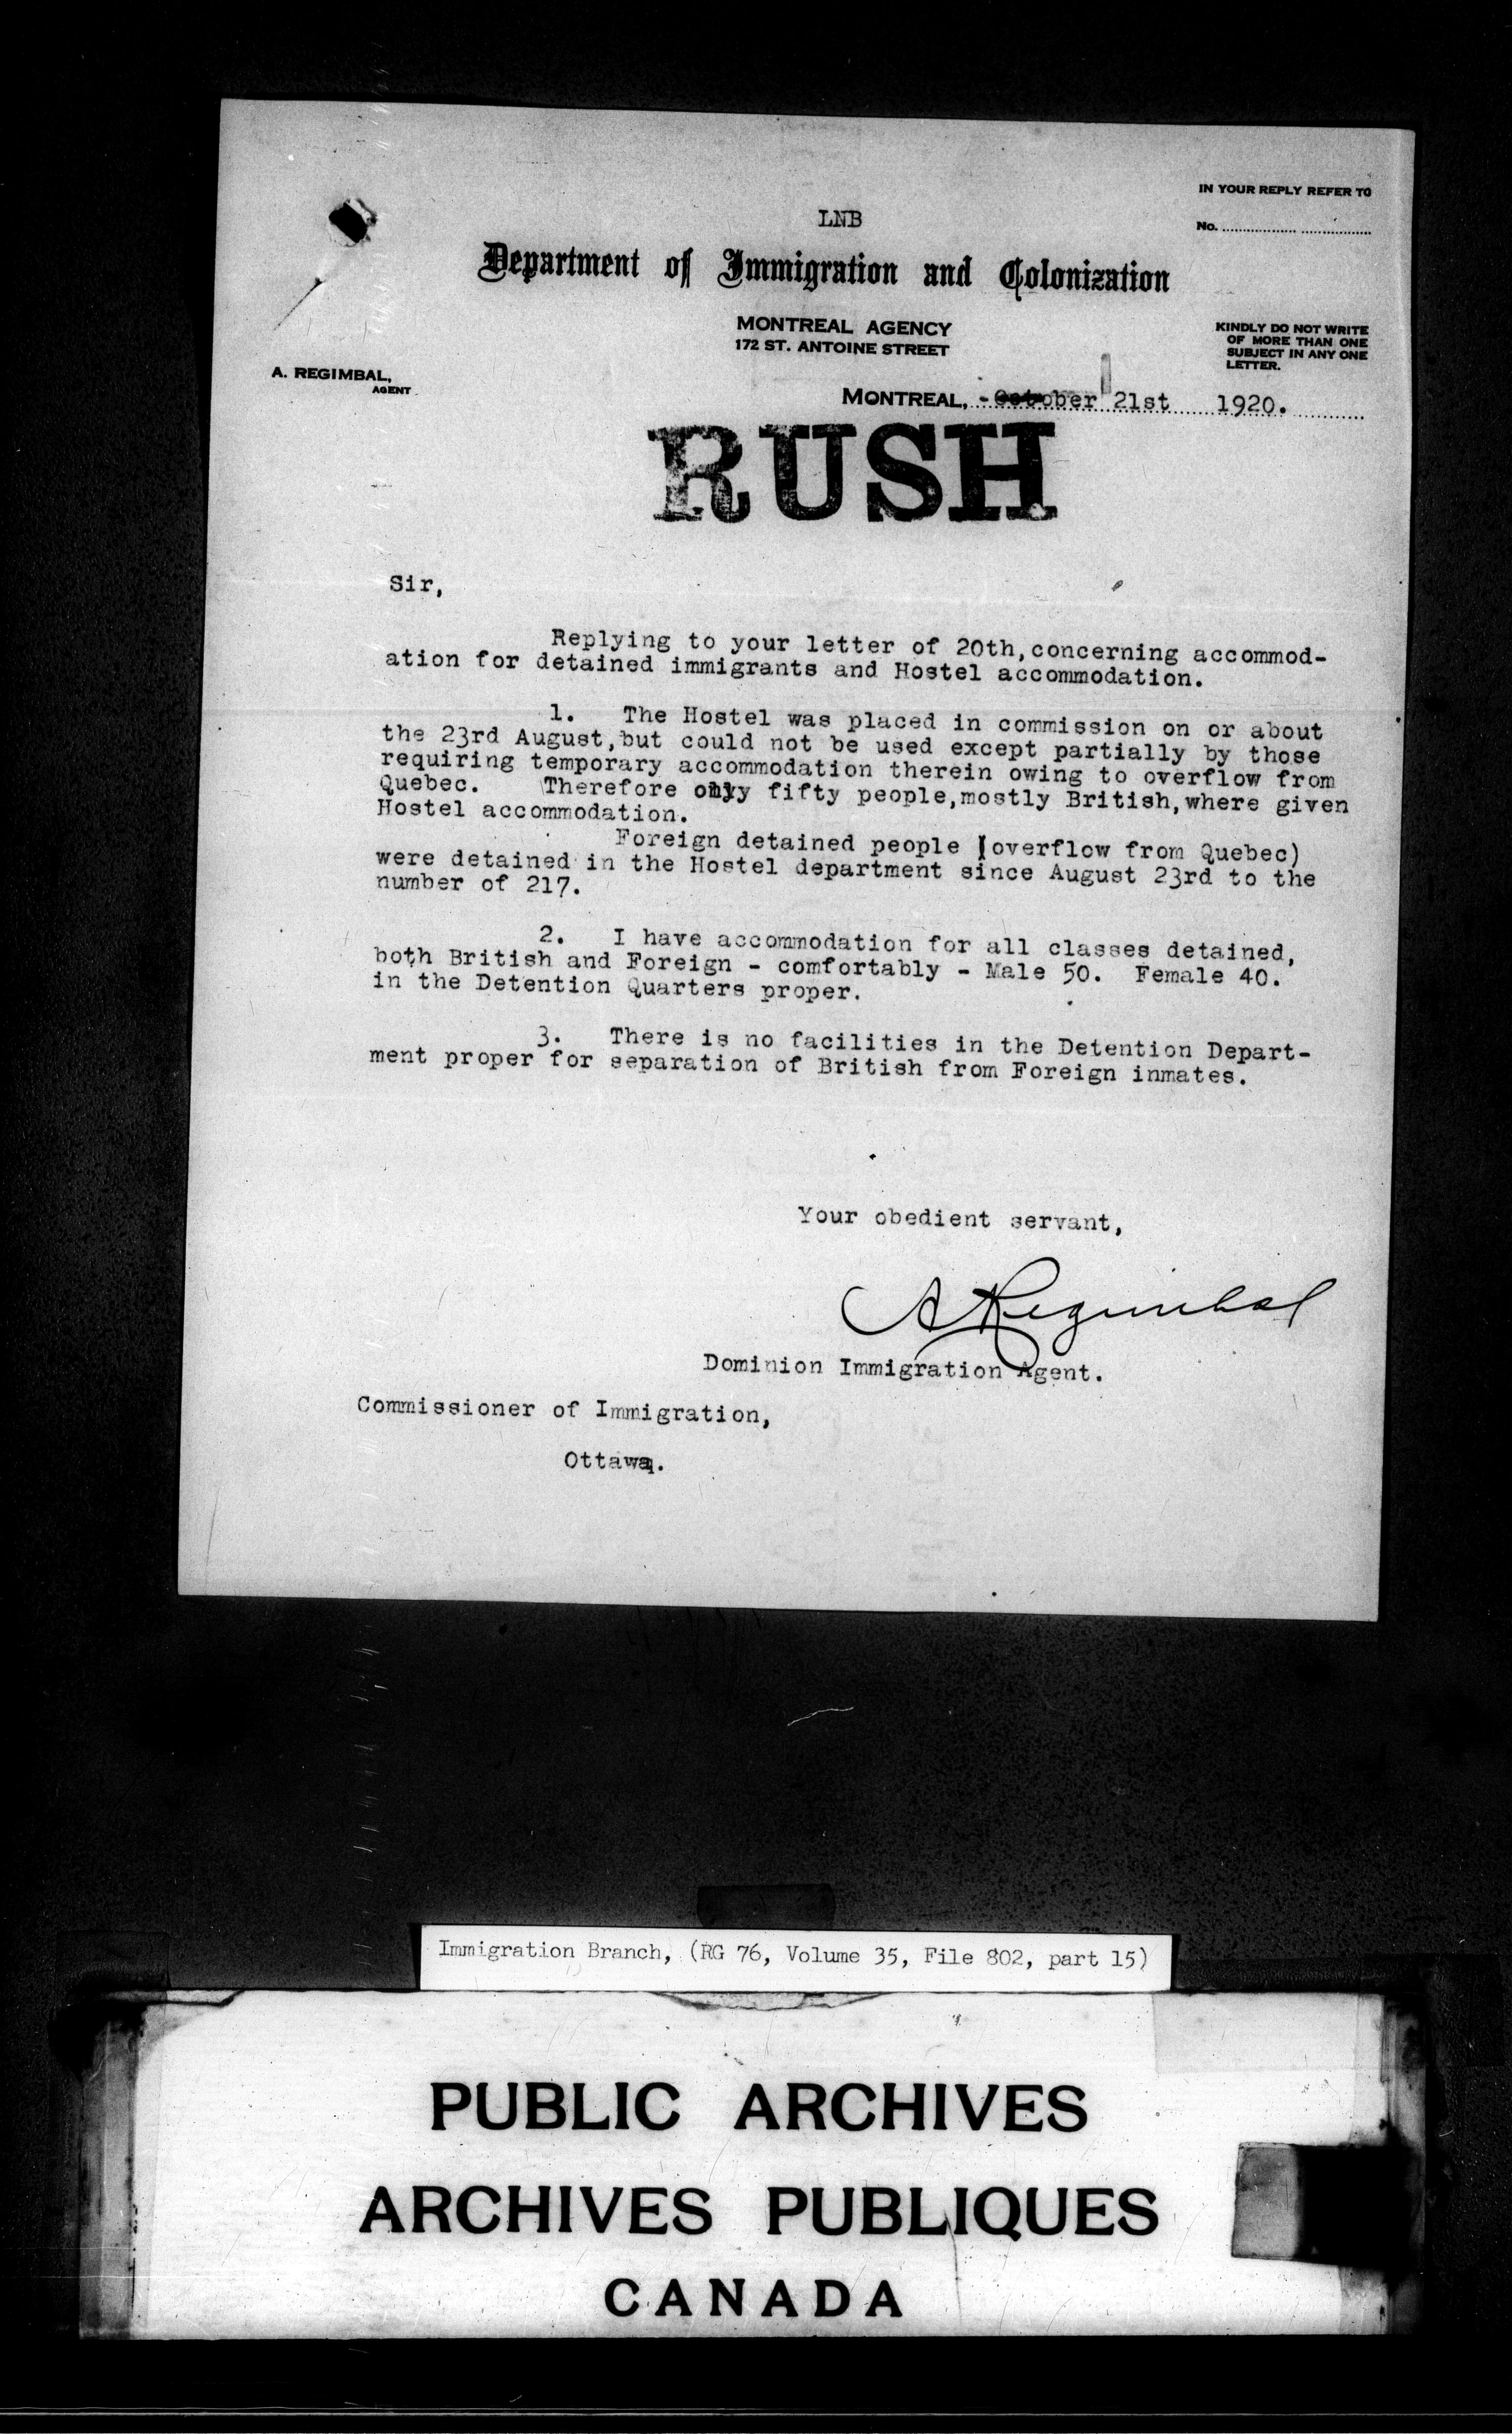 IN YOUR REPLY REFER TO
No. ....................
LNB
Department of Immigration and Colonization
MONTREAL AGENCY
172 ST. ANTOINE STREET
KINDLY DO NOT WRITE
OF MORE THAN ONE
SUBJECT IN ANY ONE
LETTER.
A. REGIMBAL,
AGENT
MONTREAL, October 21st 1920.
RUSH
Sir,
Replying to your letter of 20th, concerning accommod-
ation for detained immigrants and Hostel accommodation.
1. The Hostel was placed in commission on or about
the 23rd August, but could not be used except partially by those
requiring temporary accommodation therein owing to overflow from
Quebec. Therefore only fifty people, mostly British, where given
Hostel accommodation.
Foreign detained people (overflow from Quebec)
were detained in the Hostel department since August 23rd to the
number of 217.
2. I have accommodation for all classes detained,
both British and Foreign - comfortably - Male 50. Female 40.
in the Detention Quarters proper.
3. There is no facilities in the Detention Depart-
ment proper for separation of British from Foreign inmates.
Your obedient servant,
A Regimbal
Dominion Immigration Agent.
Commissioner of Immigration,
Ottawa.
Immigration Branch, (RG 76, Volume 35, File 802, part 15)
PUBLIC ARCHIVES
ARCHIVES PUBLIQUES
CANADA